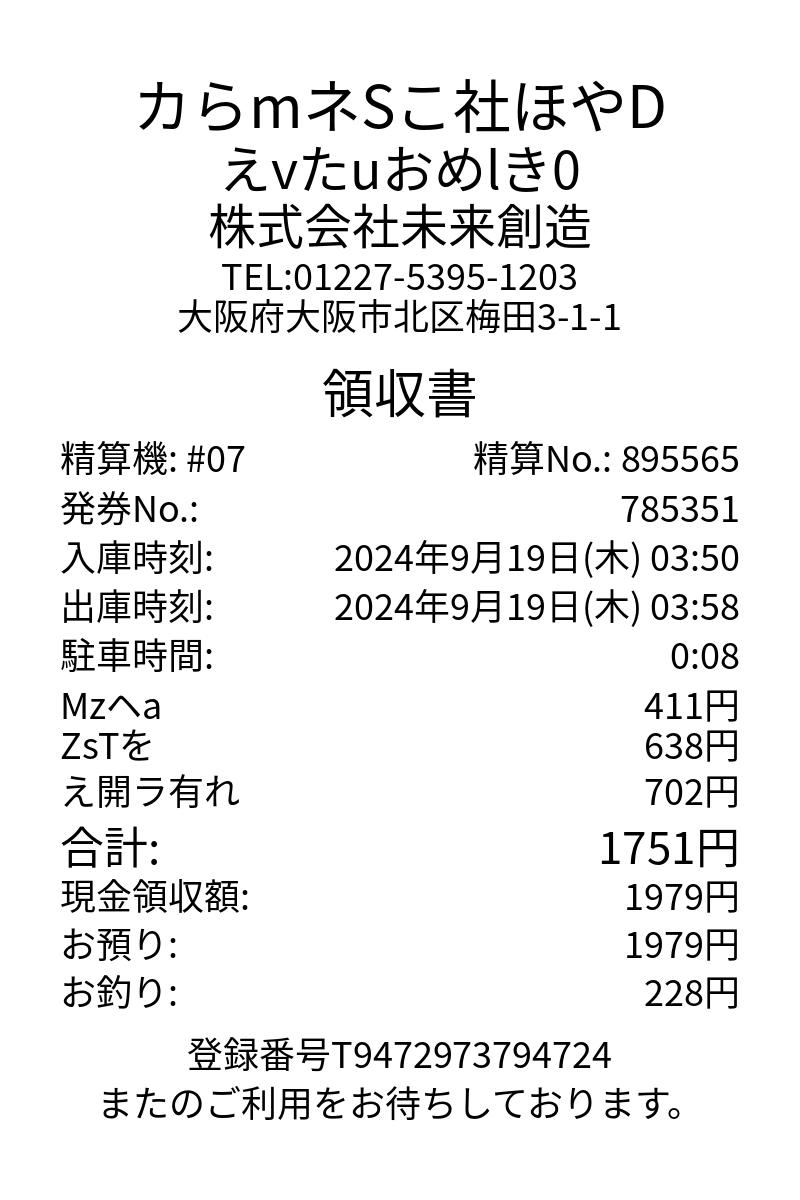 カらmネSこ社ほやD
えvたuおめlき0
株式会社未来創造
TEL:01227-5395-1203
大阪府大阪市北区梅田3-1-1
領収書
精算機: #07 精算No.: 895565
発券No.: 785351
入庫時刻: 2024年9月19日(木) 03:50
出庫時刻: 2024年9月19日(木) 03:58
駐車時間: 0:08
Mzへa 411円
ZsTを 638円
え開ラ有れ 702円
合計: 1751円
現金領収額: 1979円
お預り: 1979円
お釣り: 228円
登録番号T9472973794724
またのご利用をお待ちしております。